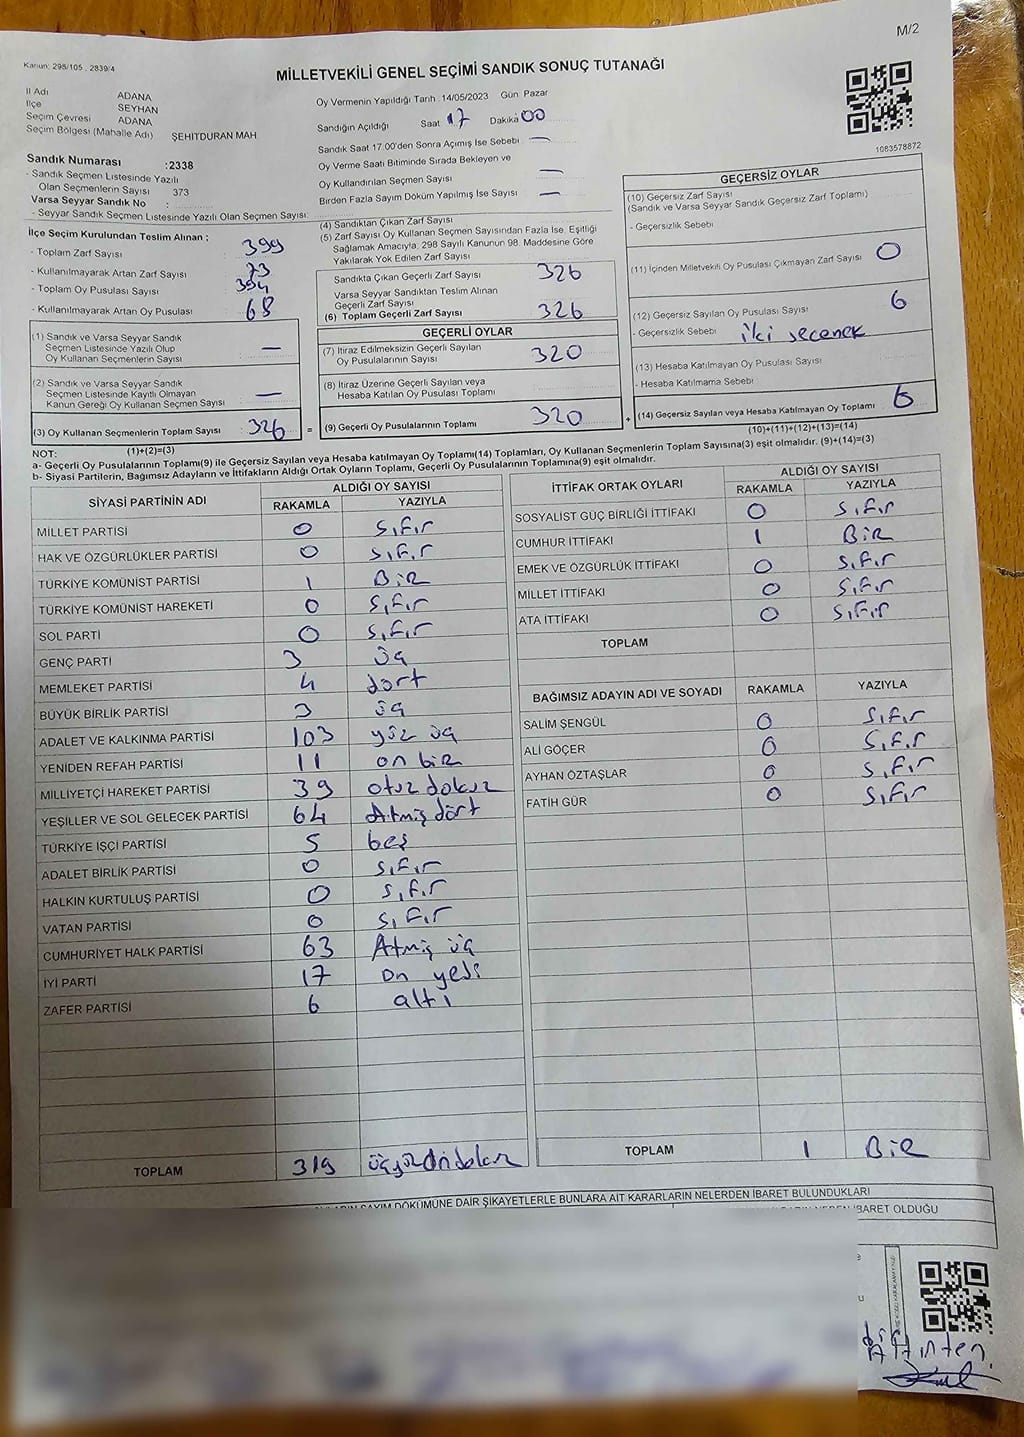 M/2
Kanun: 298/105 , 2839/4
MİLLETVEKİLİ GENEL SEÇİMİ SANDIK SONUÇ TUTANAĞI
İl Adı ADANA
İlçe SEYHAN
Seçim Çevresi ADANA
Seçim Bölgesi (Mahalle Adı) ŞEHİTDURAN MAH
Sandık Numarası :2338
- Sandık Seçmen Listesinde Yazılı
Olan Seçmenlerin Sayısı 373
Varsa Seyyar Sandık No :
- Seyyar Sandık Seçmen Listesinde Yazılı Olan Seçmen Sayısı:
Oy Vermenin Yapıldığı Tarih :14/05/2023 Gün: Pazar
Sandığın Açıldığı Saat 17 Dakika 00
Sandık Saat 17.00'den Sonra Açımış İse Sebebi —
Oy Verme Saati Bitiminde Sırada Bekleyen ve
Oy Kullandırılan Seçmen Sayısı —
Birden Fazla Sayım Döküm Yapılmış İse Sayısı —
1083578872
İlçe Seçim Kurulundan Teslim Alınan ;
- Toplam Zarf Sayısı 399
- Kullanılmayarak Artan Zarf Sayısı 73
- Toplam Oy Pusulası Sayısı 394
- Kullanılmayarak Artan Oy Pusulası 68
(1) Sandık ve Varsa Seyyar Sandık
Seçmen Listesinde Yazılı Olup
Oy Kullanan Seçmenlerin Sayısı —
(2) Sandık ve Varsa Seyyar Sandık
Seçmen Listesinde Kayıtlı Olmayan
Kanun Gereği Oy Kullanan Seçmen Sayısı —
(3) Oy Kullanan Seçmenlerin Toplam Sayısı 326 =
(1)+(2)=(3)
(4) Sandıktan Çıkan Zarf Sayısı
(5) Zarf Sayısı Oy Kullanan Seçmen Sayısından Fazla İse, Eşitliği
Sağlamak Amacıyla; 298 Sayılı Kanunun 98. Maddesine Göre
Yakılarak Yok Edilen Zarf Sayısı
Sandıkta Çıkan Geçerli Zarf Sayısı 326
Varsa Seyyar Sandıktan Teslim Alınan
Geçerli Zarf Sayısı
(6) Toplam Geçerli Zarf Sayısı 326
GEÇERLİ OYLAR
(7) İtiraz Edilmeksizin Geçerli Sayılan
Oy Pusulalarının Sayısı 320
(8) İtiraz Üzerine Geçerli Sayılan veya
Hesaba Katılan Oy Pusulası Toplamı
(9) Geçerli Oy Pusulalarının Toplamı 320 +
GEÇERSİZ OYLAR
(10) Geçersiz Zarf Sayısı
(Sandık ve Varsa Seyyar Sandık Geçersiz Zarf Toplamı)
- Geçersizlik Sebebi
(11) İçinden Milletvekili Oy Pusulası Çıkmayan Zarf Sayısı 0
(12) Geçersiz Sayılan Oy Pusulası Sayısı 6
- Geçersizlik Sebebi iki seçenek
(13) Hesaba Katılmayan Oy Pusulası Sayısı
- Hesaba Katılmama Sebebi
(14) Geçersiz Sayılan veya Hesaba Katılmayan Oy Toplamı 6
(10)+(11)+(12)+(13)=(14)
NOT:
a- Geçerli Oy Pusulalarının Toplamı(9) ile Geçersiz Sayılan veya Hesaba katılmayan Oy Toplamı(14) Toplamları, Oy Kullanan Seçmenlerin Toplam Sayısına(3) eşit olmalıdır. (9)+(14)=(3)
b- Siyasi Partilerin, Bağımsız Adayların ve İttifakların Aldığı Ortak Oyların Toplamı, Geçerli Oy Pusulalarının Toplamına(9) eşit olmalıdır.
SİYASİ PARTİNİN ADI ALDIĞI OY SAYISI
RAKAMLA YAZIYLA
MİLLET PARTİSİ 0 sıfır
HAK VE ÖZGÜRLÜKLER PARTİSİ 0 sıfır
TÜRKİYE KOMÜNİST PARTİSİ 1 Bir
TÜRKİYE KOMÜNİST HAREKETİ 0 sıfır
SOL PARTİ 0 sıfır
GENÇ PARTİ 3 üç
MEMLEKET PARTİSİ 4 dört
BÜYÜK BİRLİK PARTİSİ 3 üç
ADALET VE KALKINMA PARTİSİ 103 yüz üç
YENİDEN REFAH PARTİSİ 11 on bir
MİLLİYETÇİ HAREKET PARTİSİ 39 otuz dokuz
YEŞİLLER VE SOL GELECEK PARTİSİ 64 Atmış dört
TÜRKİYE İŞÇİ PARTİSİ 5 beş
ADALET BİRLİK PARTİSİ 0 sıfır
HALKIN KURTULUŞ PARTİSİ 0 sıfır
VATAN PARTİSİ 0 sıfır
CUMHURİYET HALK PARTİSİ 63 Atmış üç
İYİ PARTİ 17 on yedi
ZAFER PARTİSİ 6 altı
TOPLAM 319 üçyüzondokuz
İTTİFAK ORTAK OYLARI ALDIĞI OY SAYISI
RAKAMLA YAZIYLA
SOSYALİST GÜÇ BİRLİĞİ İTTİFAKI 0 sıfır
CUMHUR İTTİFAKI 1 Bir
EMEK VE ÖZGÜRLÜK İTTİFAKI 0 sıfır
MİLLET İTTİFAKI 0 sıfır
ATA İTTİFAKI 0 sıfır
TOPLAM
BAĞIMSIZ ADAYIN ADI VE SOYADI RAKAMLA YAZIYLA
SALİM ŞENGÜL 0 sıfır
ALİ GÖÇER 0 sıfır
AYHAN ÖZTAŞLAR 0 sıfır
FATİH GÜR 0 sıfır
TOPLAM 1 Bir
SAYIM DÖKÜMÜNE DAİR ŞİKAYETLERLE BUNLARA AİT KARARLARIN NELERDEN İBARET BULUNDUKLARI
İBARET OLDUĞU